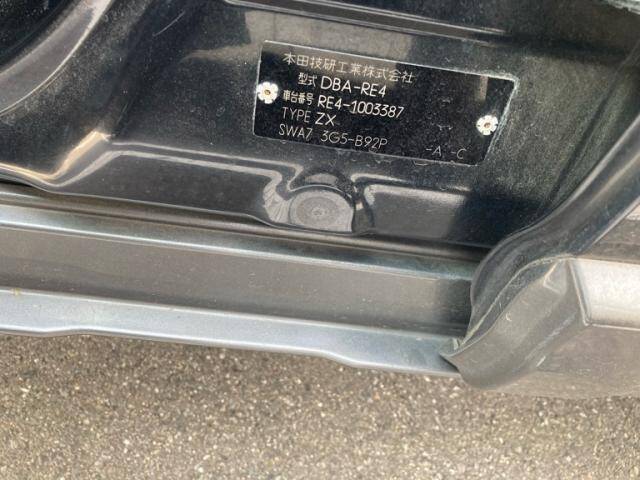 本田技研工業株式会社
型式 DBA-RE4
車台番号 RE4-1003387
TYPE ZX
SWA7 3G5-B92P -A -C